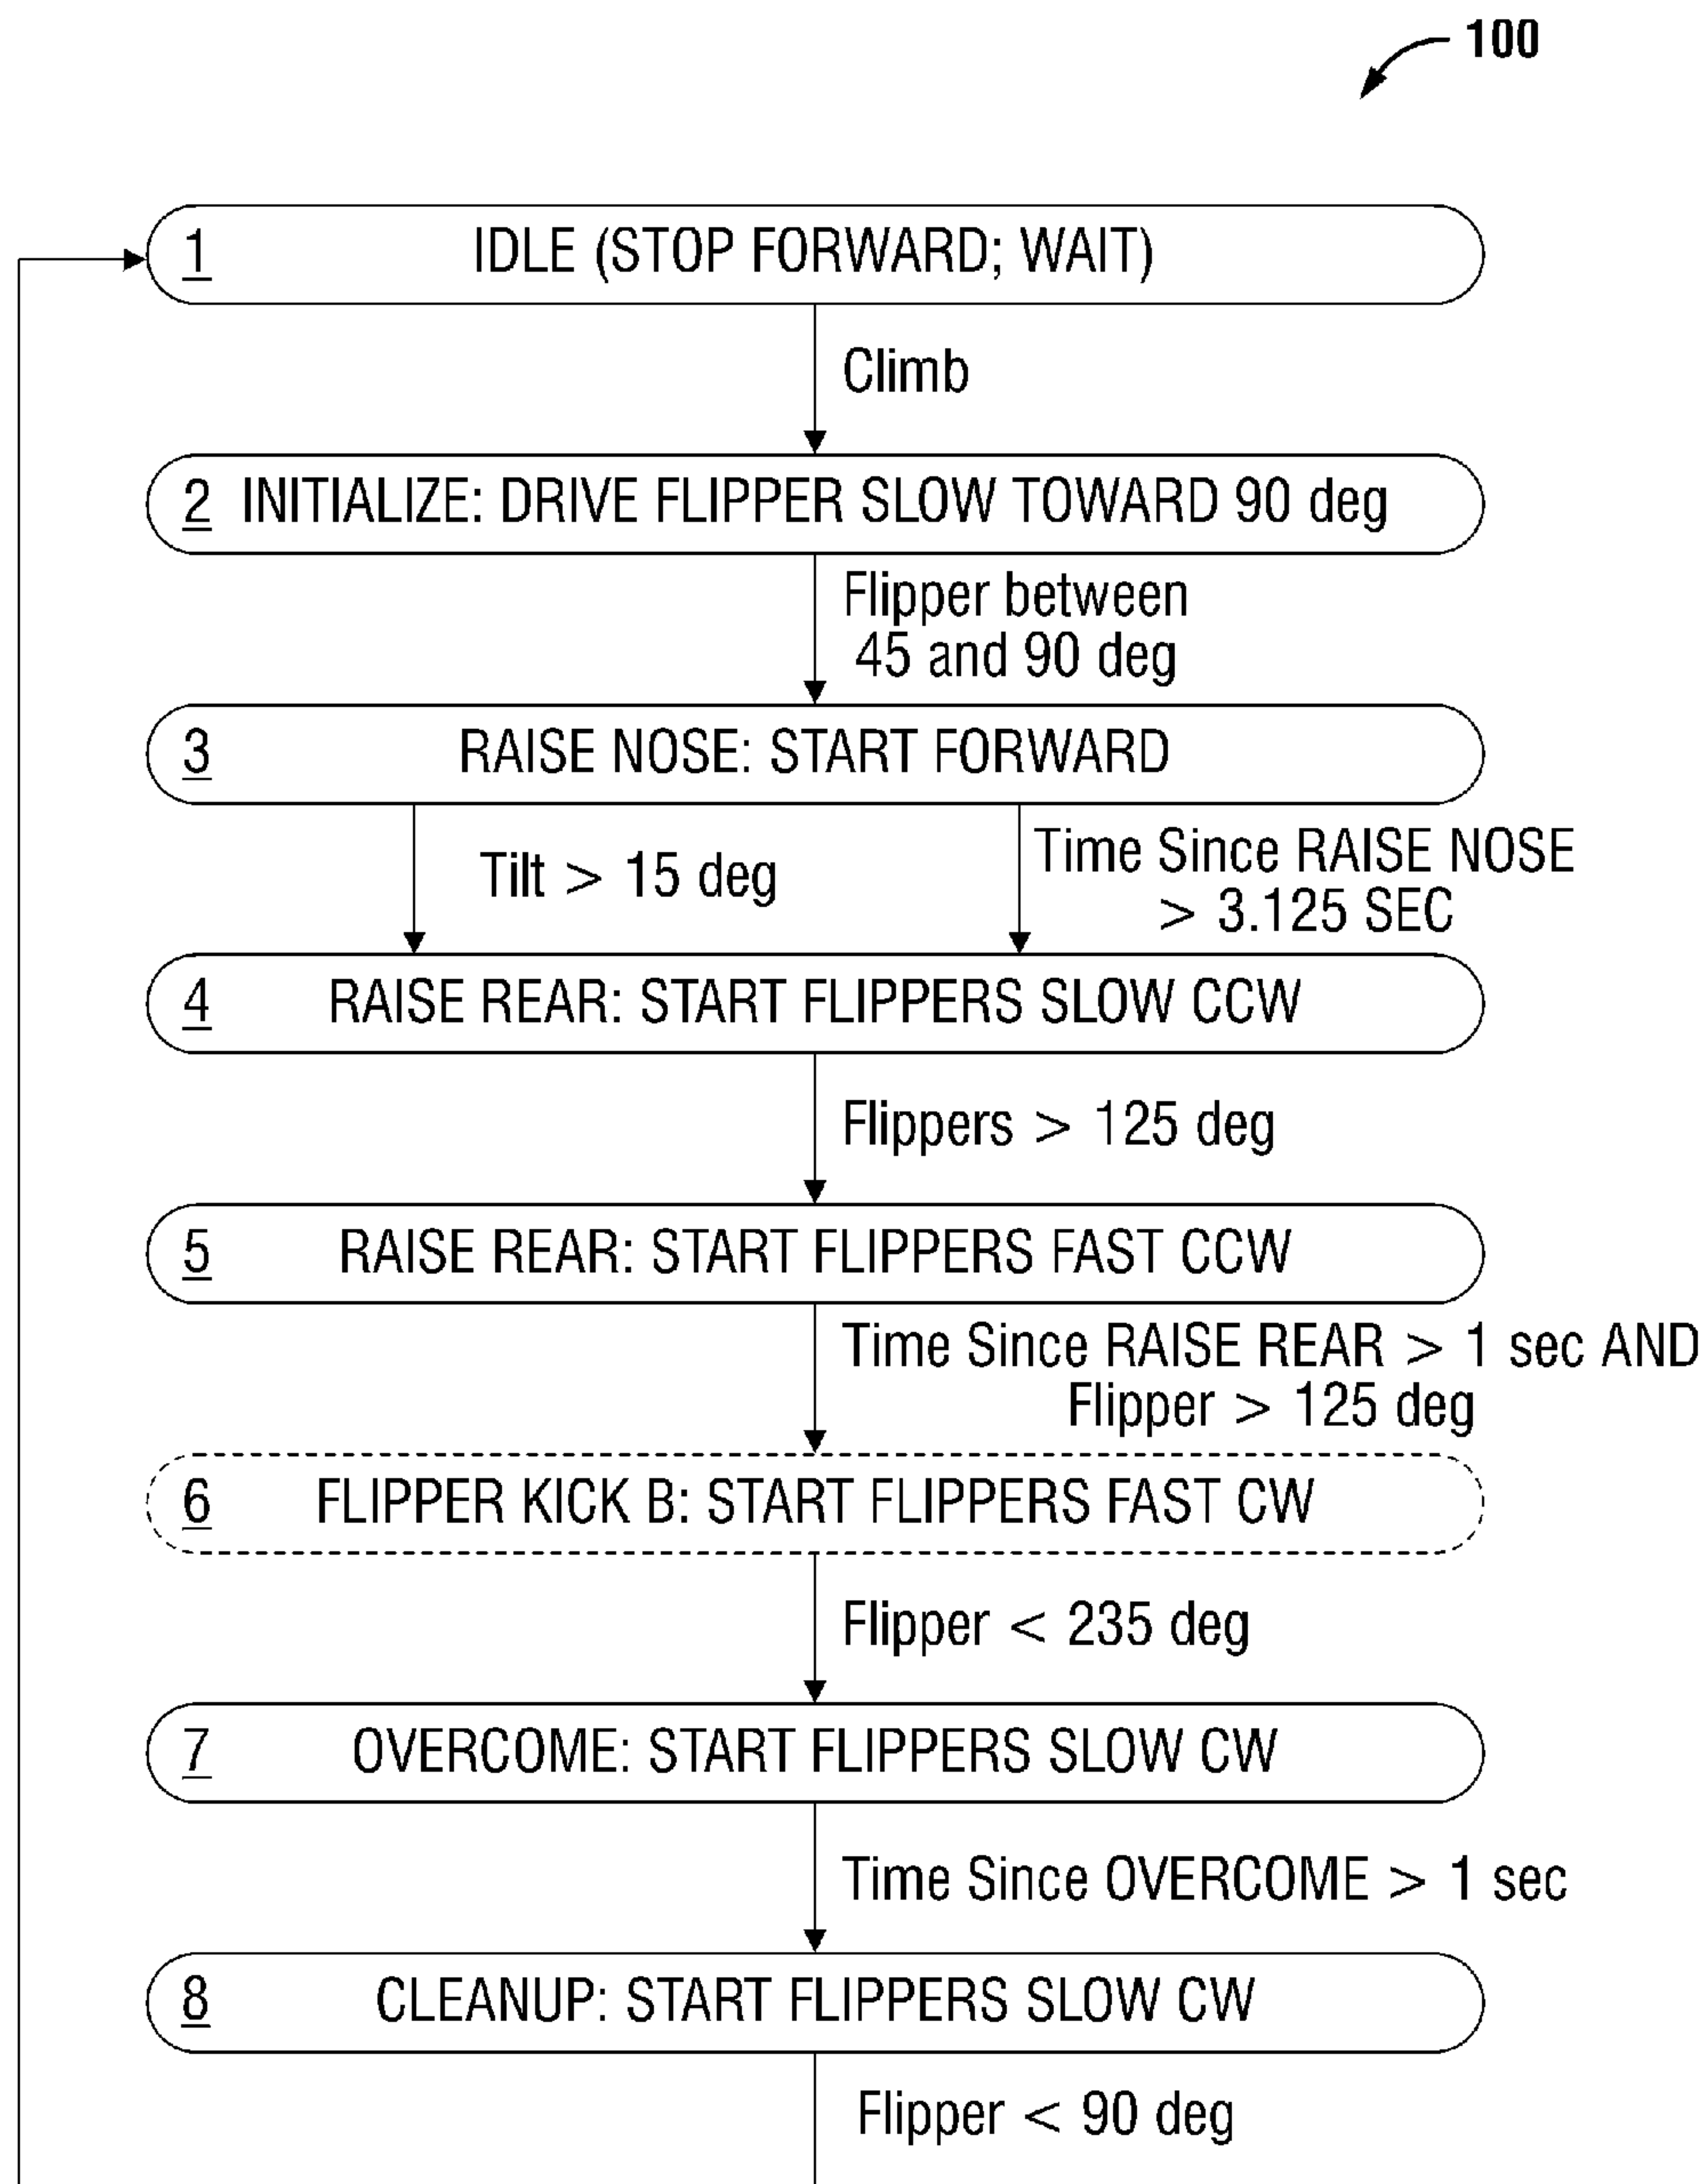 100
1 IDLE (STOP FORWARD; WAIT)
Climb
2 INITIALIZE: DRIVE FLIPPER SLOW TOWARD 90 deg
Flipper between
45 and 90 deg
3 RAISE NOSE: START FORWARD
Tilt > 15 deg
Time Since RAISE NOSE
> 3.125 SEC
4 RAISE REAR: START FLIPPERS SLOW CCW
Flippers > 125 deg
5 RAISE REAR: START FLIPPERS FAST CCW
Time Since RAISE REAR > 1 sec AND
Flipper > 125 deg
6 FLIPPER KICK B: START FLIPPERS FAST CW
Flipper < 235 deg
7 OVERCOME: START FLIPPERS SLOW CW
Time Since OVERCOME > 1 sec
8 CLEANUP: START FLIPPERS SLOW CW
Flipper < 90 deg